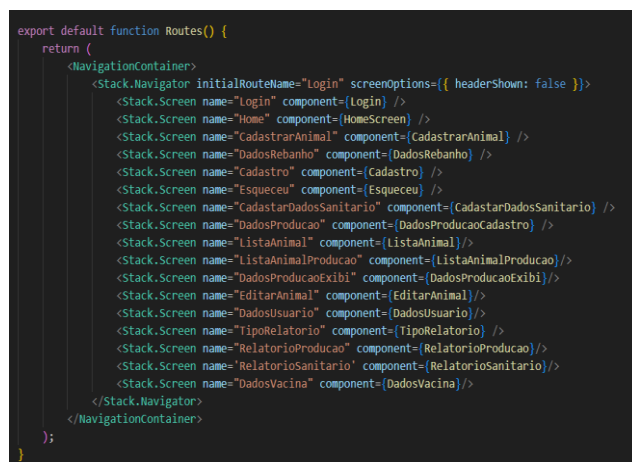 export default function Routes() {
return (
<NavigationContainer>
<Stack.Navigator initialRouteName="Login" screenOptions={{ headerShown: false }}>
<Stack.Screen name="Login" component={Login} />
<Stack.Screen name="Home" component={HomeScreen} />
<Stack.Screen name="CadastrarAnimal" component={CadastrarAnimal} />
<Stack.Screen name="DadosRebanho" component={DadosRebanho} />
<Stack.Screen name="Cadastro" component={Cadastro} />
<Stack.Screen name="Esqueceu" component={Esqueceu} />
<Stack.Screen name="CadastarDadosSanitario" component={CadastarDadosSanitario} />
<Stack.Screen name="DadosProducao" component={DadosProducaoCadastro} />
<Stack.Screen name="ListaAnimal" component={ListaAnimal}/>
<Stack.Screen name="ListaAnimalProducao" component={ListaAnimalProducao}/>
<Stack.Screen name="DadosProducaoExibi" component={DadosProducaoExibi}/>
<Stack.Screen name="EditarAnimal" component={EditarAnimal}/>
<Stack.Screen name="DadosUsuario" component={DadosUsuario}/>
<Stack.Screen name="TipoRelatorio" component={TipoRelatorio} />
<Stack.Screen name="RelatorioProducao" component={RelatorioProducao}/>
<Stack.Screen name='RelatorioSanitario' component={RelatorioSanitario}/>
<Stack.Screen name="DadosVacina" component={DadosVacina}/>
</Stack.Navigator>
</NavigationContainer>
);
}